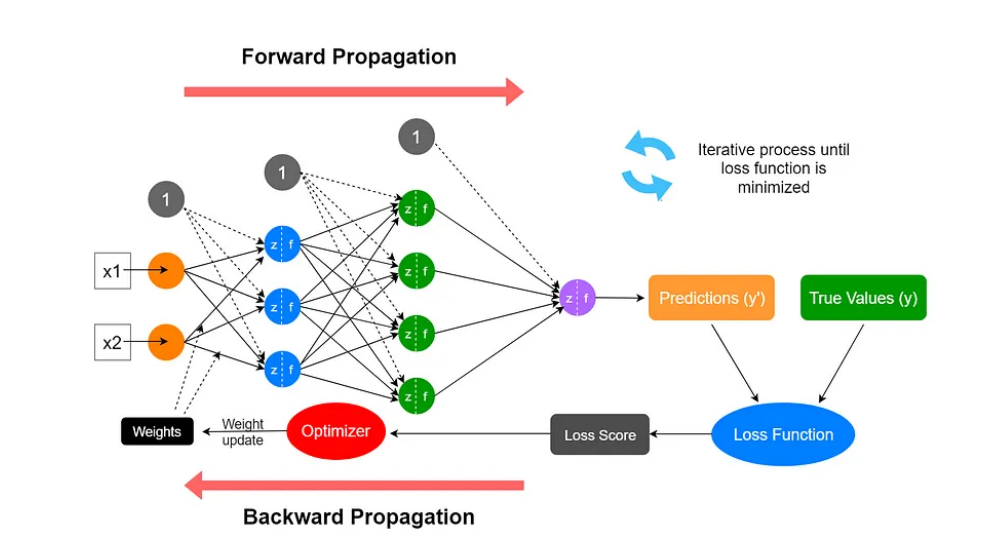 Forward Propagation
1
1
1
Iterative process until
loss function is
minimized
z f
z f
x1
z f
z f
z f
Predictions (y')
True Values (y)
z f
x2
z f
z f
Weights
Weight
update
Optimizer
Loss Score
Loss Function
Backward Propagation